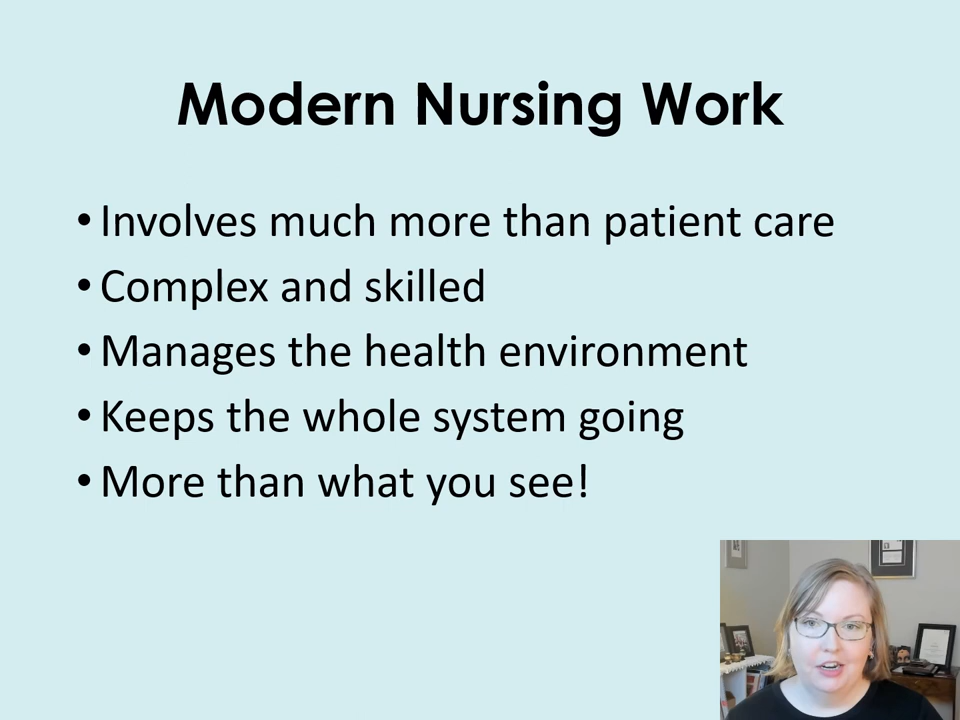 Modern Nursing Work
• Involves much more than patient care
• Complex and skilled
• Manages the health environment
• Keeps the whole system going
• More than what you see!